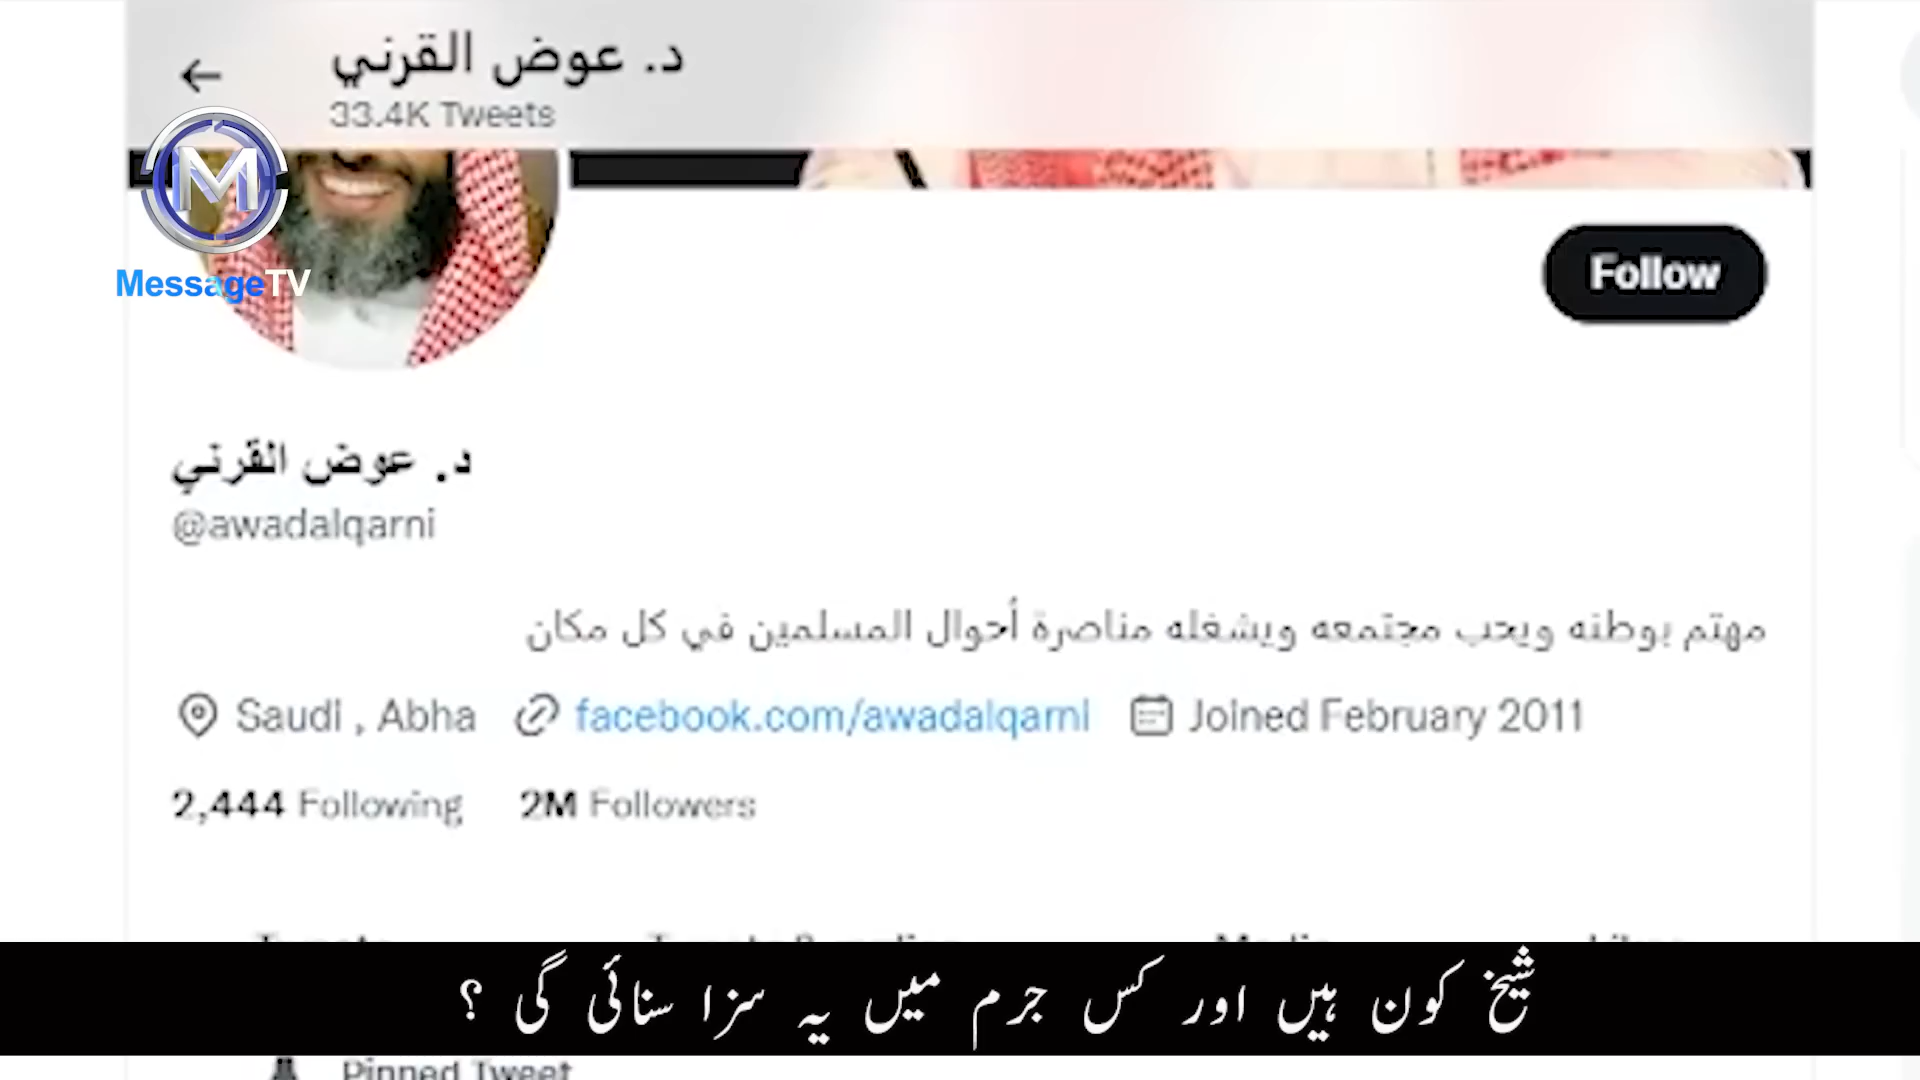 د. عوض القرني
33.4K Tweets
M
MessageTV
Follow
د. عوض القرني
@awadalqarni
مهتم بوطنه ويحب مجتمعه ويشغله مناصرة أحوال المسلمين في كل مكان
Saudi , Abha facebook.com/awadalqarni Joined February 2011
2,444 Following 2M Followers
شیخ کون ہیں اور کس جرم میں یہ سزا سنائی گی ؟
Pinned Tweet